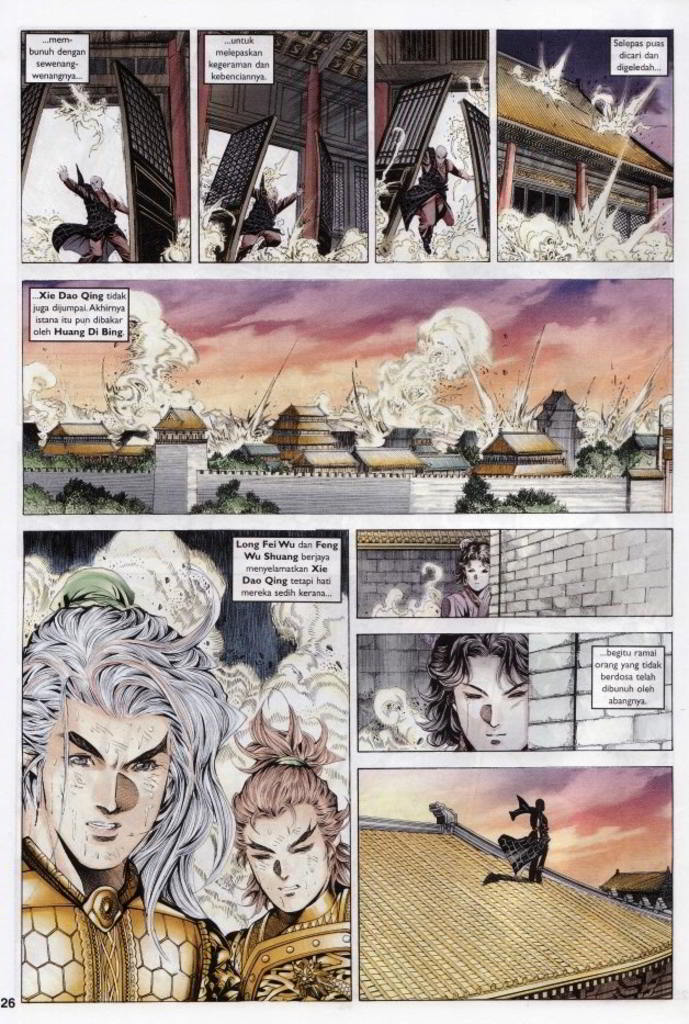 ...mem-
bunuh dengan
sewenang-
wenangnya...
...untuk
melepaskan
kegeraman dan
kebenciannya.
Selepas puas
dicari dan
digeledah...
...Xie Dao Qing tidak
juga dijumpai. Akhirnya
istana itu pun dibakar
oleh Huang Di Bing.
Long Fei Wu dan Feng
Wu Shuang berjaya
menyelamatkan Xie
Dao Qing tetapi hati
mereka sedih kerana...
...begitu ramai
orang yang tidak
berdosa telah
dibunuh oleh
abangnya.
26